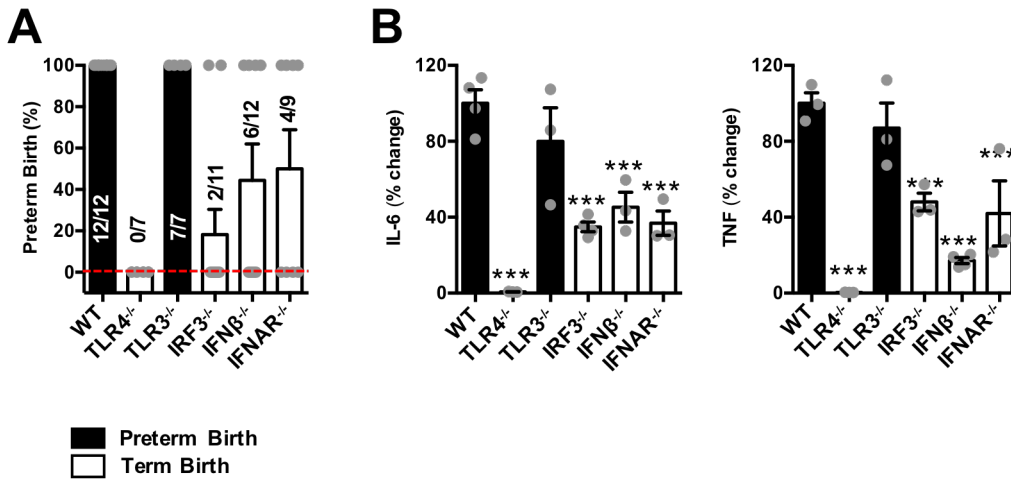 A
Preterm Birth (%)
100
80
60
40
20
0
12/12
0/7
7/7
2/11
6/12
4/9
WT
TLR4-/-
TLR3-/-
IRF3-/-
IFNβ-/-
IFNAR-/-
B
IL-6 (% change)
120
80
40
0
***
***
***
***
WT
TLR4-/-
TLR3-/-
IRF3-/-
IFNβ-/-
IFNAR-/-
TNF (% change)
120
80
40
0
***
***
***
***
WT
TLR4-/-
TLR3-/-
IRF3-/-
IFNβ-/-
IFNAR-/-
Preterm Birth
Term Birth